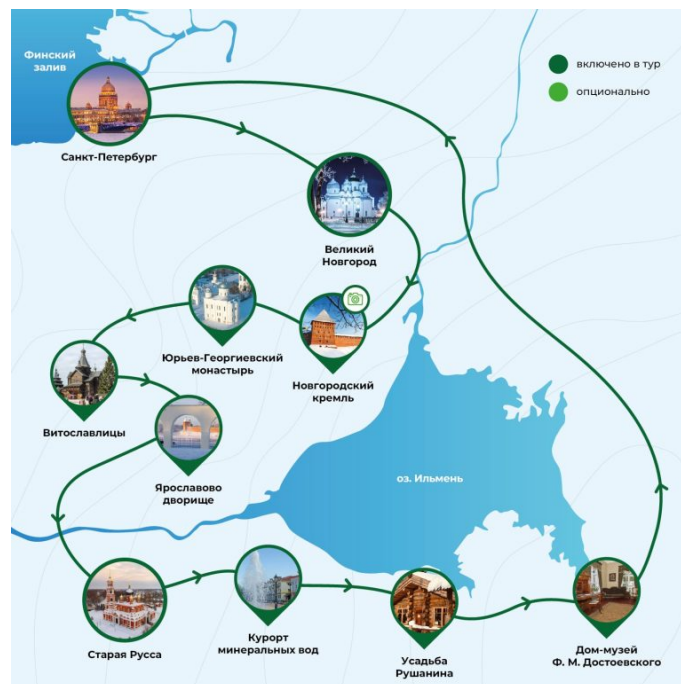 Финский
залив
включено в тур
опционально
Санкт-Петербург
Великий
Новгород
Юрьев-Георгиевский
монастырь
Новгородский
кремль
Витославлицы
Ярославово
дворище
оз. Ильмень
Старая Русса
Курорт
минеральных вод
Усадьба
Рушанина
Дом-музей
Ф. М. Достоевского